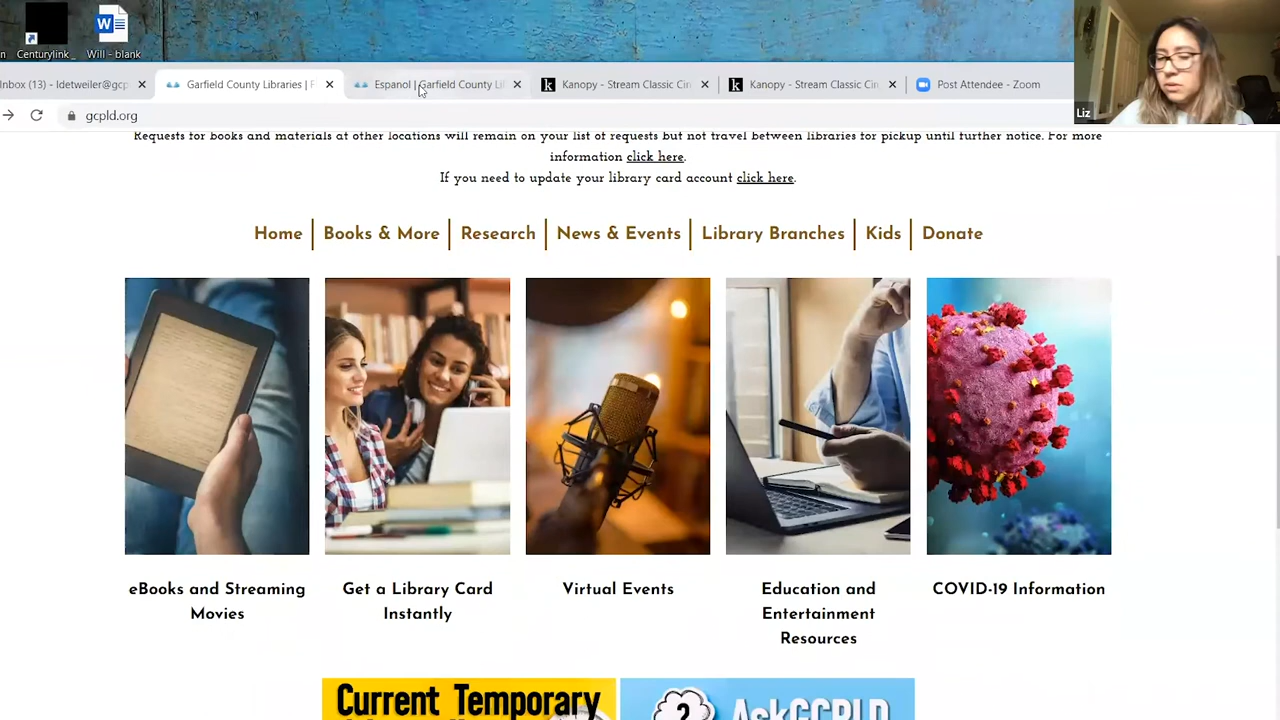 n Centurylink_ Will - blank
Liz
Inbox (13) - ldetweiler@gcp
Garfield County Libraries |
Espanol | Garfield County Li
Kanopy - Stream Classic Cin
Kanopy - Stream Classic Cin
Post Attendee - Zoom
gcpld.org
Requests for books and materials at other locations will remain on your list of requests but not travel between libraries for pickup until further notice. For more
information click here.
If you need to update your library card account click here.
Home | Books & More | Research | News & Events | Library Branches | Kids | Donate
eBooks and Streaming
Movies
Get a Library Card
Instantly
Virtual Events
Education and
Entertainment
Resources
COVID-19 Information
Current Temporary
?
AskGCPLD